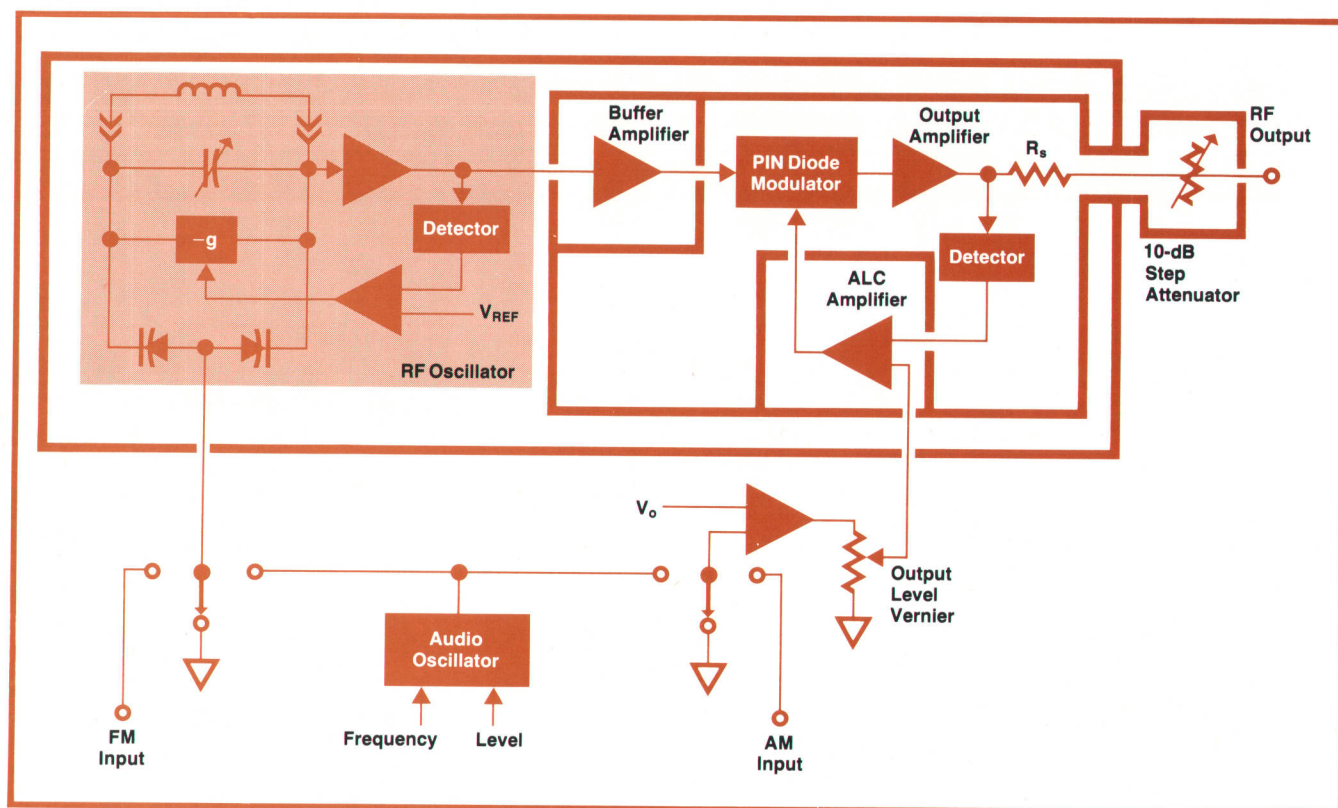 Buffer
Amplifier
Output
Amplifier
RF
Output
PIN Diode
Modulator
Rs
–g
Detector
Detector
10-dB
Step
Attenuator
ALC
Amplifier
VREF
RF Oscillator
Vo
Output
Level
Vernier
Audio
Oscillator
FM
Input
Frequency
Level
AM
Input